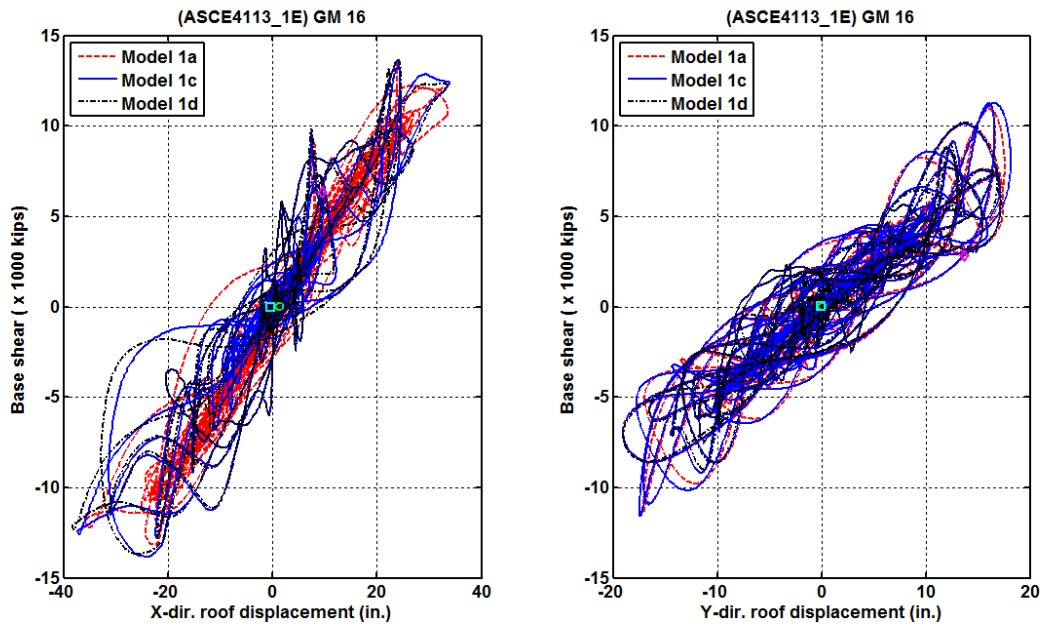 (ASCE4113_1E) GM 16
Model 1a
Model 1c
Model 1d
15
10
5
0
-5
-10
-15
-40
-20
0
20
40
Base shear ( x 1000 kips)
X-dir. roof displacement (in.)
(ASCE4113_1E) GM 16
Model 1a
Model 1c
Model 1d
15
10
5
0
-5
-10
-15
-20
-10
0
10
20
Base shear ( x 1000 kips)
Y-dir. roof displacement (in.)